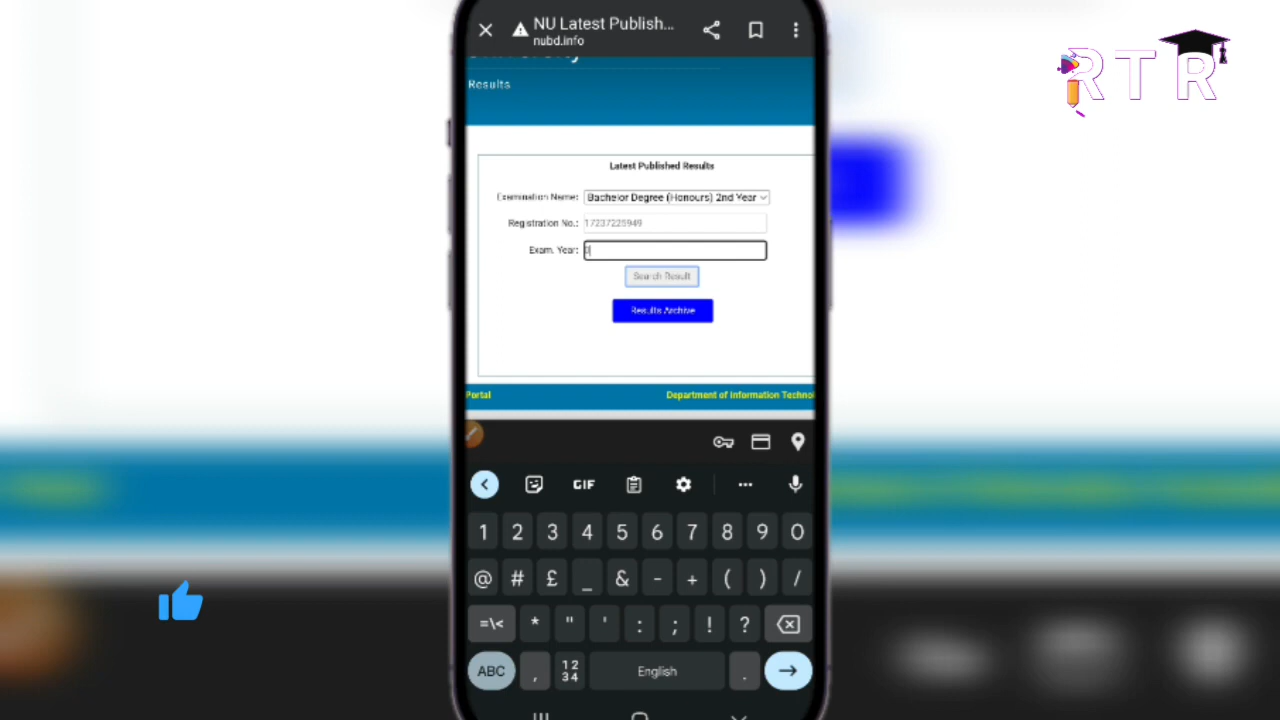 NU Latest Publish...
nubd.info
RTR
Results
Latest Published Results
Examination Name: Bachelor Degree (Honours) 2nd Year
Registration No.: 17237225949
Exam. Year:
Search Result
Results Archive
Portal
Department of Information Techno
GIF
1 2 3 4 5 6 7 8 9 0
@ # £ _ & - + ( ) /
=\< * " ' : ; ! ?
ABC , 12 34 English .